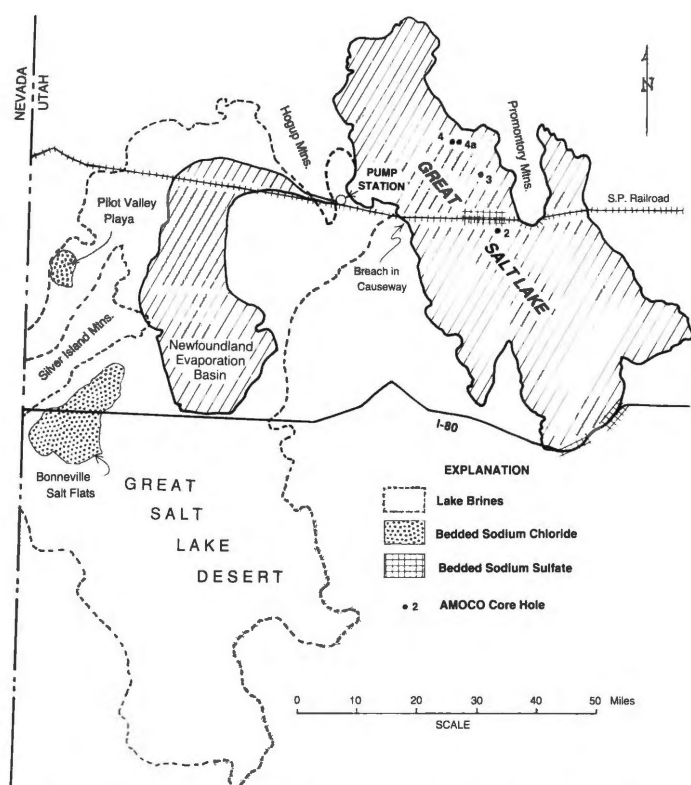 NEVADA
UTAH
Hogup Mtns.
PUMP
STATION
4
4a
3
2
GREAT
SALT LAKE
Promontory Mtns.
N
S.P. Railroad
Pilot Valley
Playa
Breach in
Causeway
Silver Island Mtns.
Newfoundland
Evaporation
Basin
I-80
Bonneville
Salt Flats
GREAT
SALT
LAKE
DESERT
EXPLANATION
Lake Brines
Bedded Sodium Chloride
Bedded Sodium Sulfate
2 AMOCO Core Hole
0 10 20 30 40 50 Miles
SCALE